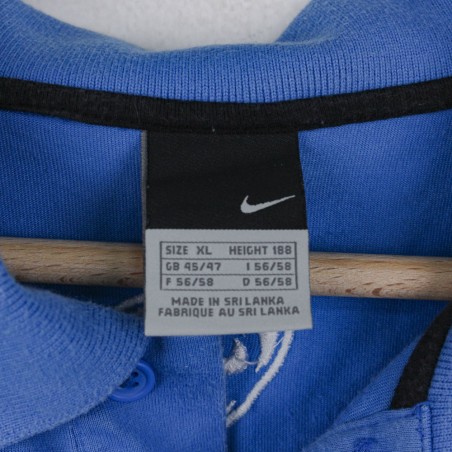 SIZE XL HEIGHT 188
GB 45/47 I 56/58
F 56/58 D 56/58
MADE IN SRI LANKA
FABRIQUE AU SRI LANKA